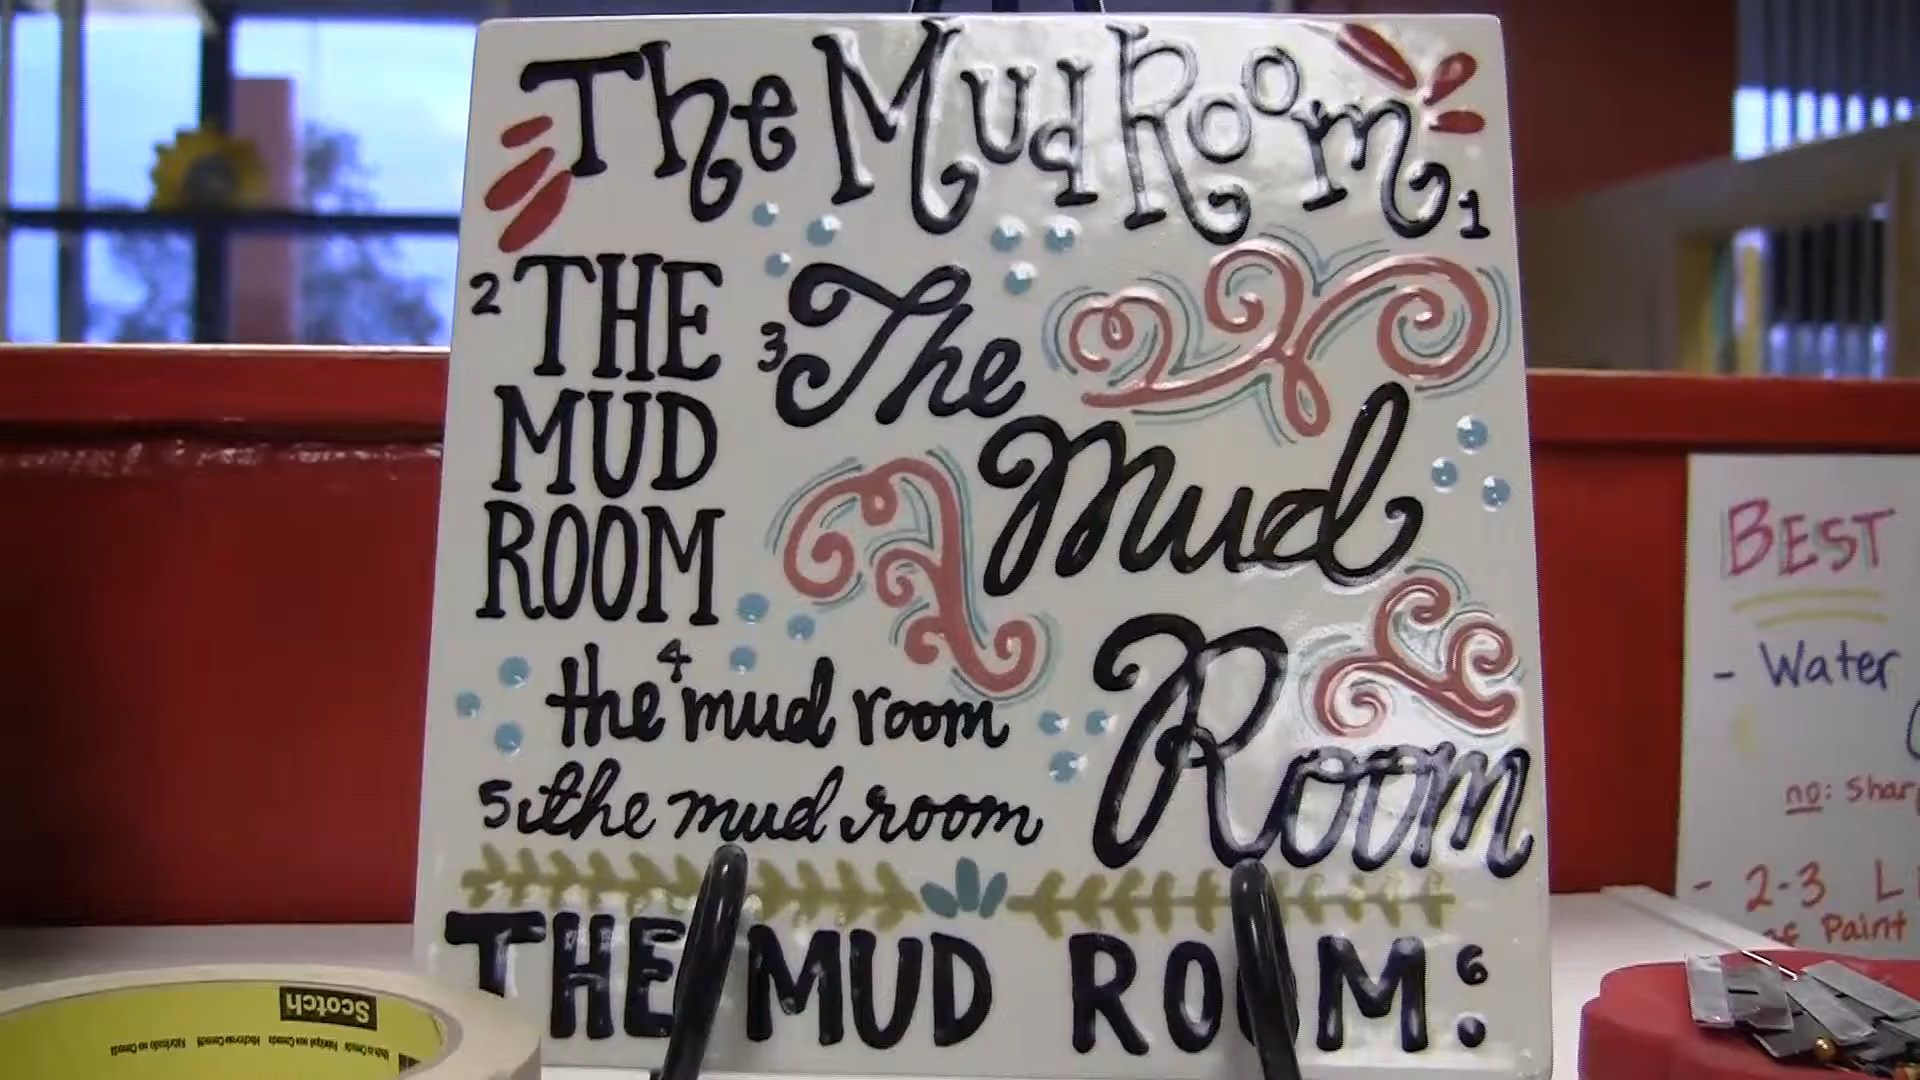 The Mud Room 1
2 THE
MUD
ROOM
3 The
Mud
Room
4
the mud room
5 the mud room
THE MUD ROOM 6
BEST
- Water
no: Shar
- 2-3 L
of Paint
Scotch